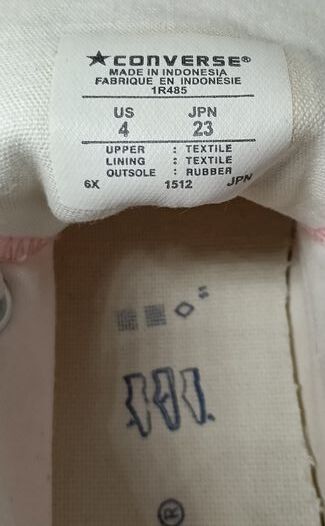 ★CONVERSE®
MADE IN INDONESIA
FABRIQUE EN INDONÉSIE
1R485
US JPN
4 23
UPPER : TEXTILE
LINING : TEXTILE
OUTSOLE : RUBBER
6X 1512 JPN
®